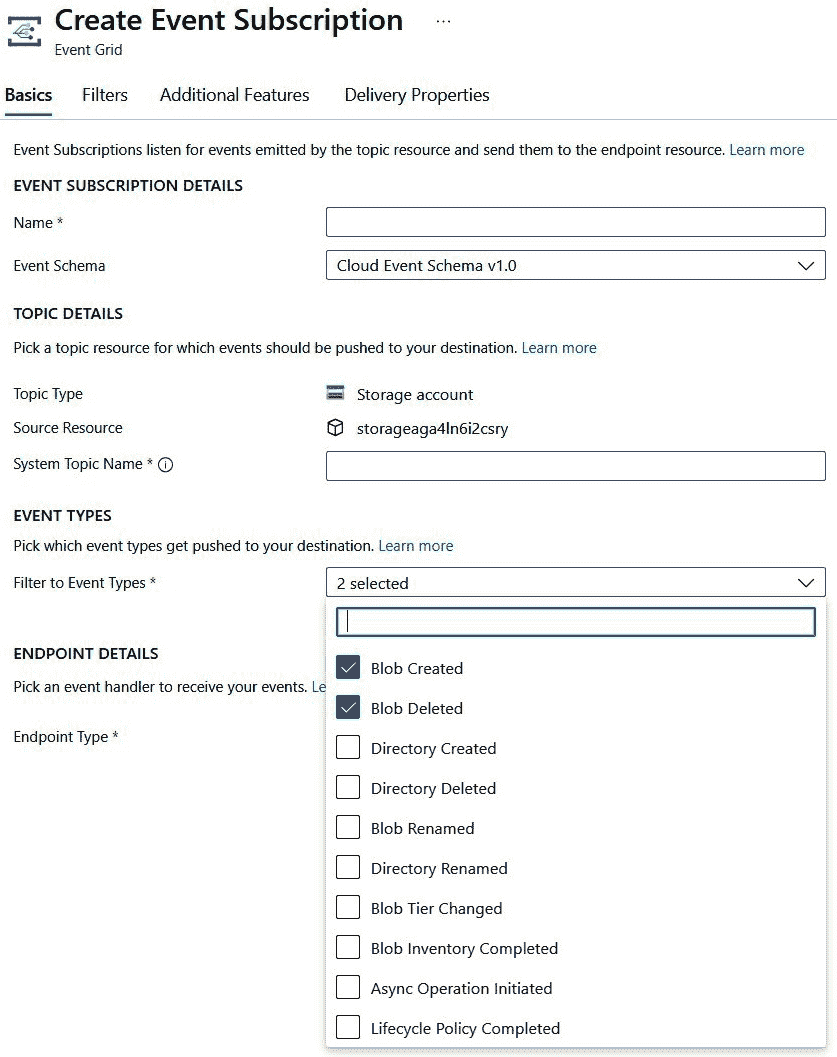 Create Event Subscription ...
Event Grid
Basics Filters Additional Features Delivery Properties
Event Subscriptions listen for events emitted by the topic resource and send them to the endpoint resource. Learn more
EVENT SUBSCRIPTION DETAILS
Name *
Event Schema Cloud Event Schema v1.0
TOPIC DETAILS
Pick a topic resource for which events should be pushed to your destination. Learn more
Topic Type Storage account
Source Resource storageaga4ln6i2csry
System Topic Name *
EVENT TYPES
Pick which event types get pushed to your destination. Learn more
Filter to Event Types * 2 selected
Blob Created
ENDPOINT DETAILS
Pick an event handler to receive your events. Le
Blob Deleted
Endpoint Type *
Directory Created
Directory Deleted
Blob Renamed
Directory Renamed
Blob Tier Changed
Blob Inventory Completed
Async Operation Initiated
Lifecycle Policy Completed